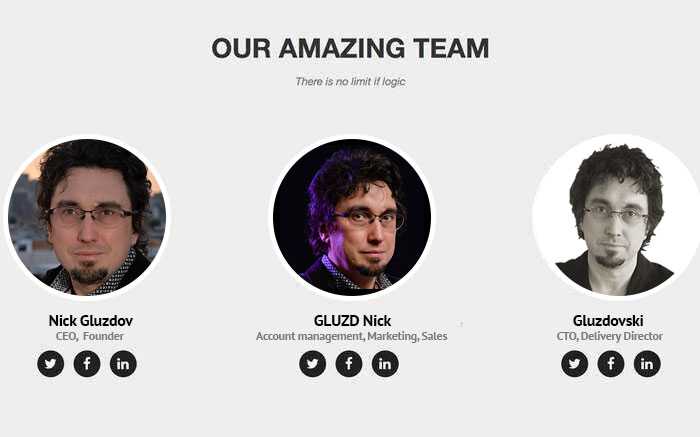 OUR AMAZING TEAM
There is no limit if logic
Nick Gluzdov
CEO, Founder
GLUZD Nick
Account management, Marketing, Sales
Gluzdovski
CTO, Delivery Director